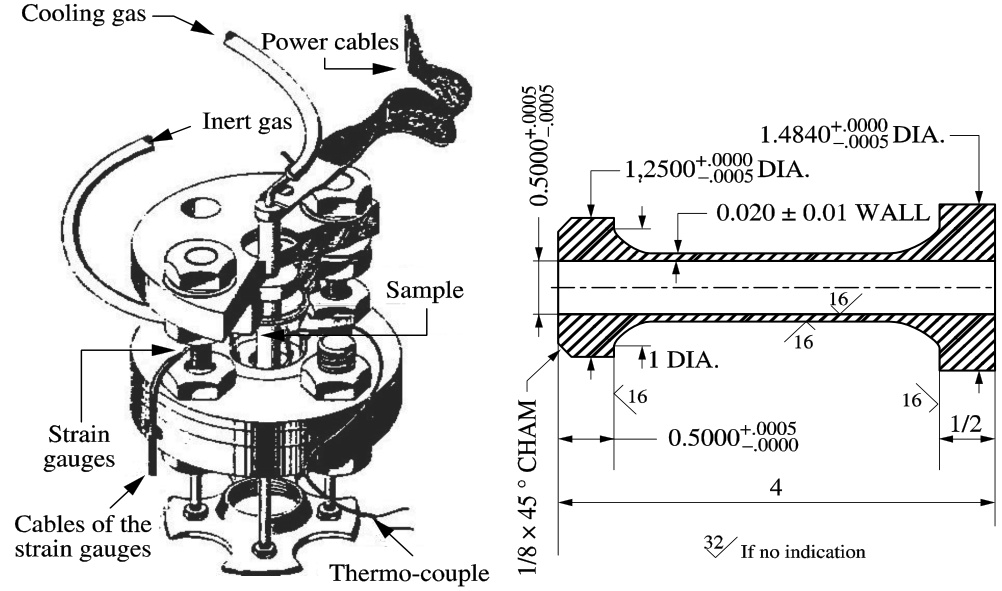 Cooling gas
Power cables
Inert gas
Sample
Strain
gauges
Cables of the
strain gauges
Thermo-couple
0.5000+.0005
−.0005
1.4840+.0000
−.0005 DIA.
1,2500+.0000
−.0005 DIA.
0.020 ± 0.01 WALL
16
16
1 DIA.
16
16
1/2
0.5000+.0005
−.0000
1/8 × 45 ° CHAM
4
32 If no indication